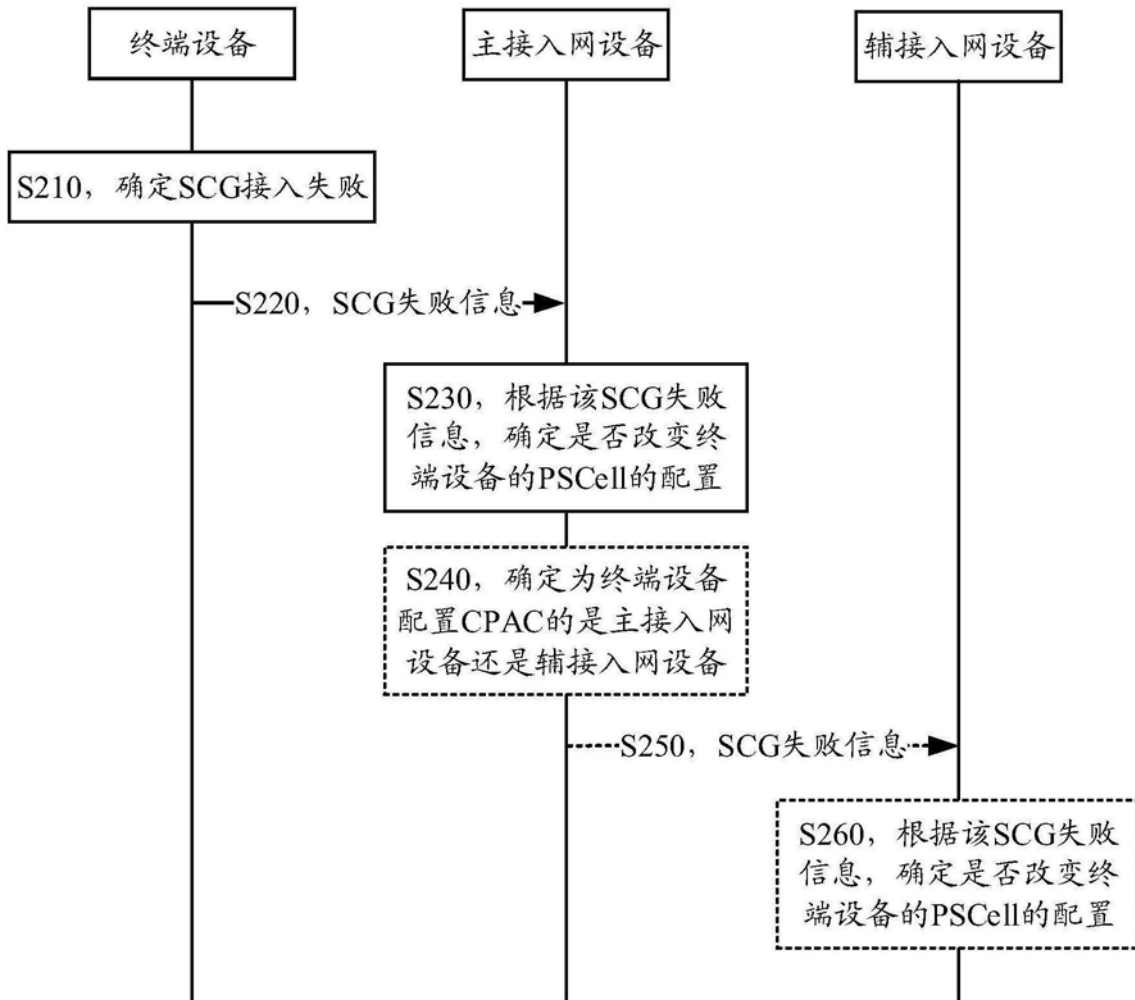 终端设备
主接入网设备
辅接入网设备
S210，确定SCG接入失败
S220，SCG失败信息
S230，根据该SCG失败
信息，确定是否改变终
端设备的PSCell的配置
S240，确定为终端设备
配置CPAC的是主接入网
设备还是辅接入网设备
S250，SCG失败信息
S260，根据该SCG失败
信息，确定是否改变终
端设备的PSCell的配置